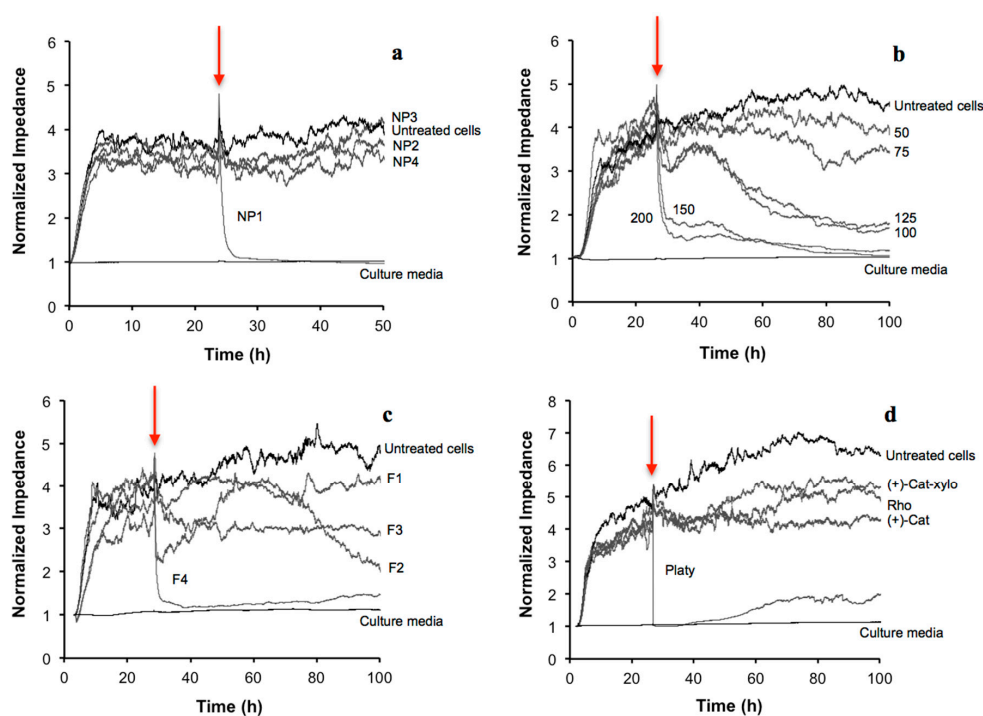 a
Normalized Impedance
6
5
4
3
2
1
0
0 10 20 30 40 50
Time (h)
NP3
Untreated cells
NP2
NP4
NP1
Culture media
b
Normalized Impedance
6
5
4
3
2
1
0
0 20 40 60 80 100
Time (h)
Untreated cells
50
75
200 150
125
100
Culture media
c
Normalized Impedance
6
5
4
3
2
1
0
0 20 40 60 80 100
Time (h)
Untreated cells
F1
F3
F2
F4
Culture media
d
Normalized Impedance
8
7
6
5
4
3
2
1
0
0 20 40 60 80 100
Time (h)
Untreated cells
(+)-Cat-xylo
Rho
(+)-Cat
Platy
Culture media